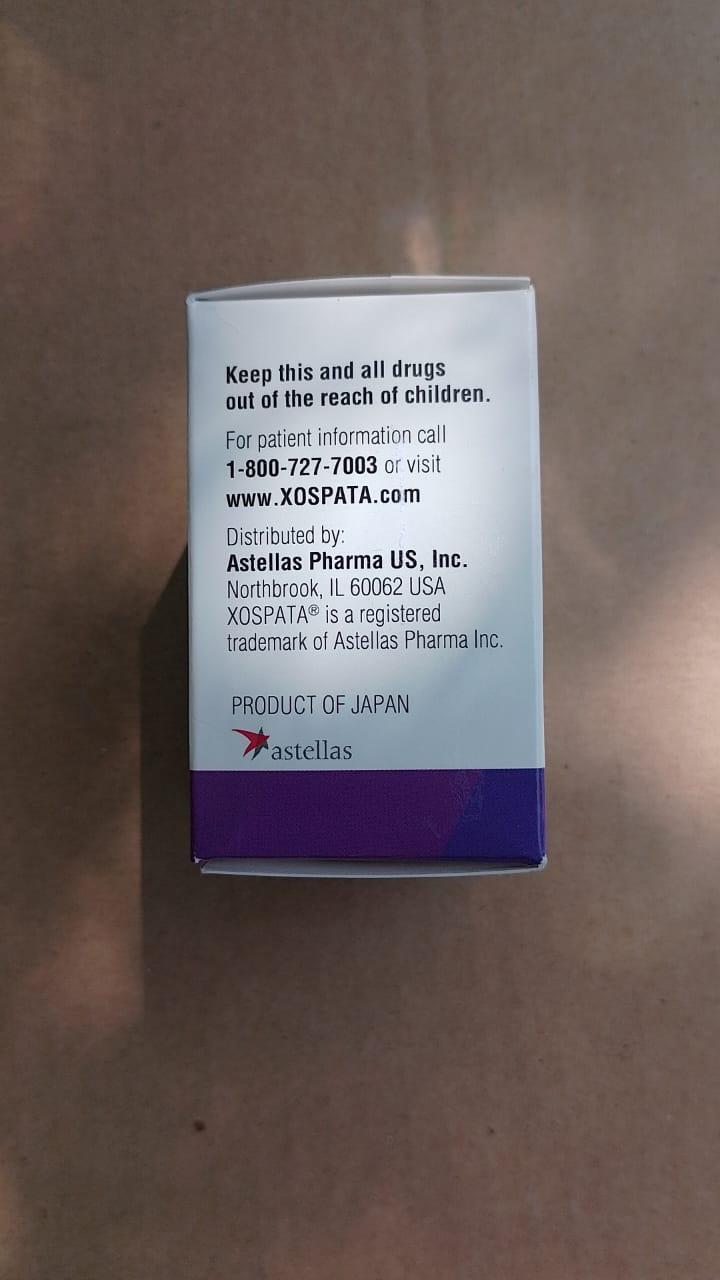 Keep this and all drugs
out of the reach of children.
For patient information call
1-800-727-7003 or visit
www.XOSPATA.com
Distributed by:
Astellas Pharma US, Inc.
Northbrook, IL 60062 USA
XOSPATA® is a registered
trademark of Astellas Pharma Inc.
PRODUCT OF JAPAN
astellas